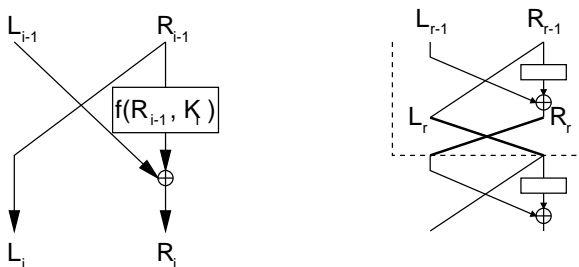 L_{i-1} R_{i-1}
f(R_{i-1}, K_i)
L_i R_i
L_{r-1} R_{r-1}
L_r R_r